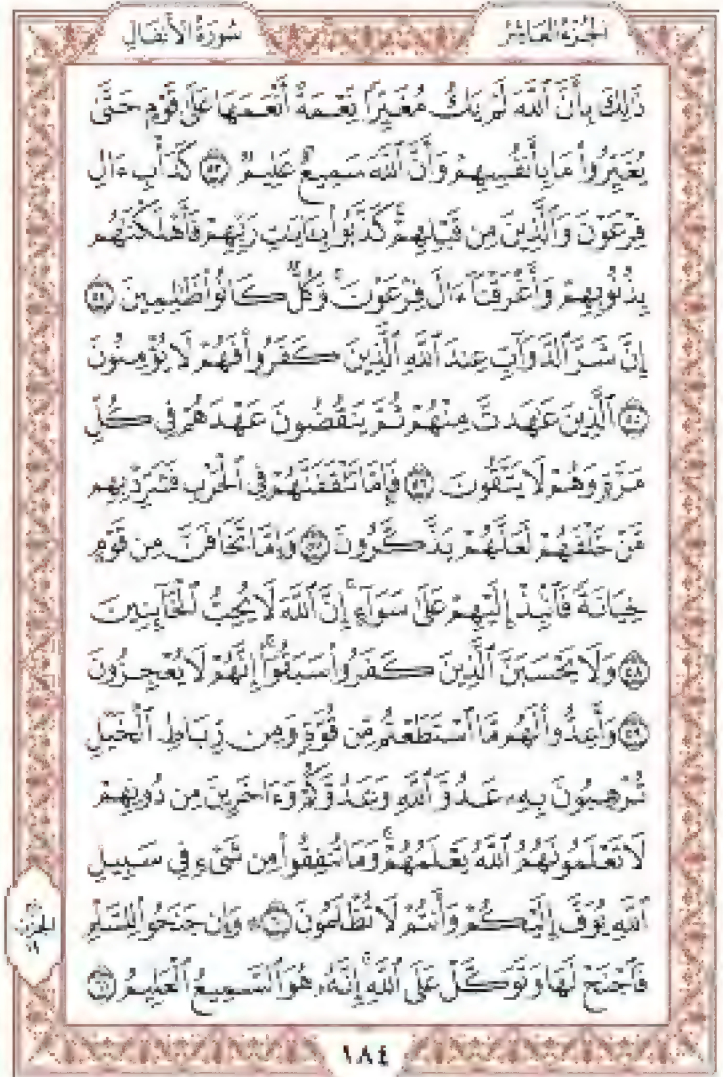 الجزء العاشر
سورة الأنفال
ذَٰلِكَ بِأَنَّ ٱللَّهَ لَمْ يَكُ مُغَيِّرًا نِّعْمَةً أَنْعَمَهَا عَلَىٰ قَوْمٍ حَتَّىٰ
يُغَيِّرُوا۟ مَا بِأَنفُسِهِمْ وَأَنَّ ٱللَّهَ سَمِيعٌ عَلِيمٌ ٥٣ كَدَأْبِ ءَالِ
فِرْعَوْنَ وَٱلَّذِينَ مِن قَبْلِهِمْ كَذَّبُوا۟ بِـَٔايَٰتِ رَبِّهِمْ فَأَهْلَكْنَٰهُم
بِذُنُوبِهِمْ وَأَغْرَقْنَآ ءَالَ فِرْعَوْنَ ۚ وَكُلٌّ كَانُوا۟ ظَٰلِمِينَ ٥٤
إِنَّ شَرَّ ٱلدَّوَآبِّ عِندَ ٱللَّهِ ٱلَّذِينَ كَفَرُوا۟ فَهُمْ لَا يُؤْمِنُونَ
٥٥ ٱلَّذِينَ عَٰهَدتَّ مِنْهُمْ ثُمَّ يَنقُضُونَ عَهْدَهُمْ فِى كُلِّ
مَرَّةٍ وَهُمْ لَا يَتَّقُونَ ٥٦ فَإِمَّا تَثْقَفَنَّهُمْ فِى ٱلْحَرْبِ فَشَرِّدْ بِهِم
مَّنْ خَلْفَهُمْ لَعَلَّهُمْ يَذَّكَّرُونَ ٥٧ وَإِمَّا تَخَافَنَّ مِن قَوْمٍ
خِيَانَةً فَٱنۢبِذْ إِلَيْهِمْ عَلَىٰ سَوَآءٍ ۚ إِنَّ ٱللَّهَ لَا يُحِبُّ ٱلْخَآئِنِينَ
٥٨ وَلَا يَحْسَبَنَّ ٱلَّذِينَ كَفَرُوا۟ سَبَقُوٓا۟ ۚ إِنَّهُمْ لَا يُعْجِزُونَ
٥٩ وَأَعِدُّوا۟ لَهُم مَّا ٱسْتَطَعْتُم مِّن قُوَّةٍ وَمِن رِّبَاطِ ٱلْخَيْلِ
تُرْهِبُونَ بِهِۦ عَدُوَّ ٱللَّهِ وَعَدُوَّكُمْ وَءَاخَرِينَ مِن دُونِهِمْ
لَا تَعْلَمُونَهُمُ ٱللَّهُ يَعْلَمُهُمْ ۚ وَمَا تُنفِقُوا۟ مِن شَىْءٍ فِى سَبِيلِ
ٱللَّهِ يُوَفَّ إِلَيْكُمْ وَأَنتُمْ لَا تُظْلَمُونَ ٦٠ ۞ وَإِن جَنَحُوا۟ لِلسَّلْمِ
فَٱجْنَحْ لَهَا وَتَوَكَّلْ عَلَى ٱللَّهِ ۚ إِنَّهُۥ هُوَ ٱلسَّمِيعُ ٱلْعَلِيمُ ٦١
الحزب
١٨٤